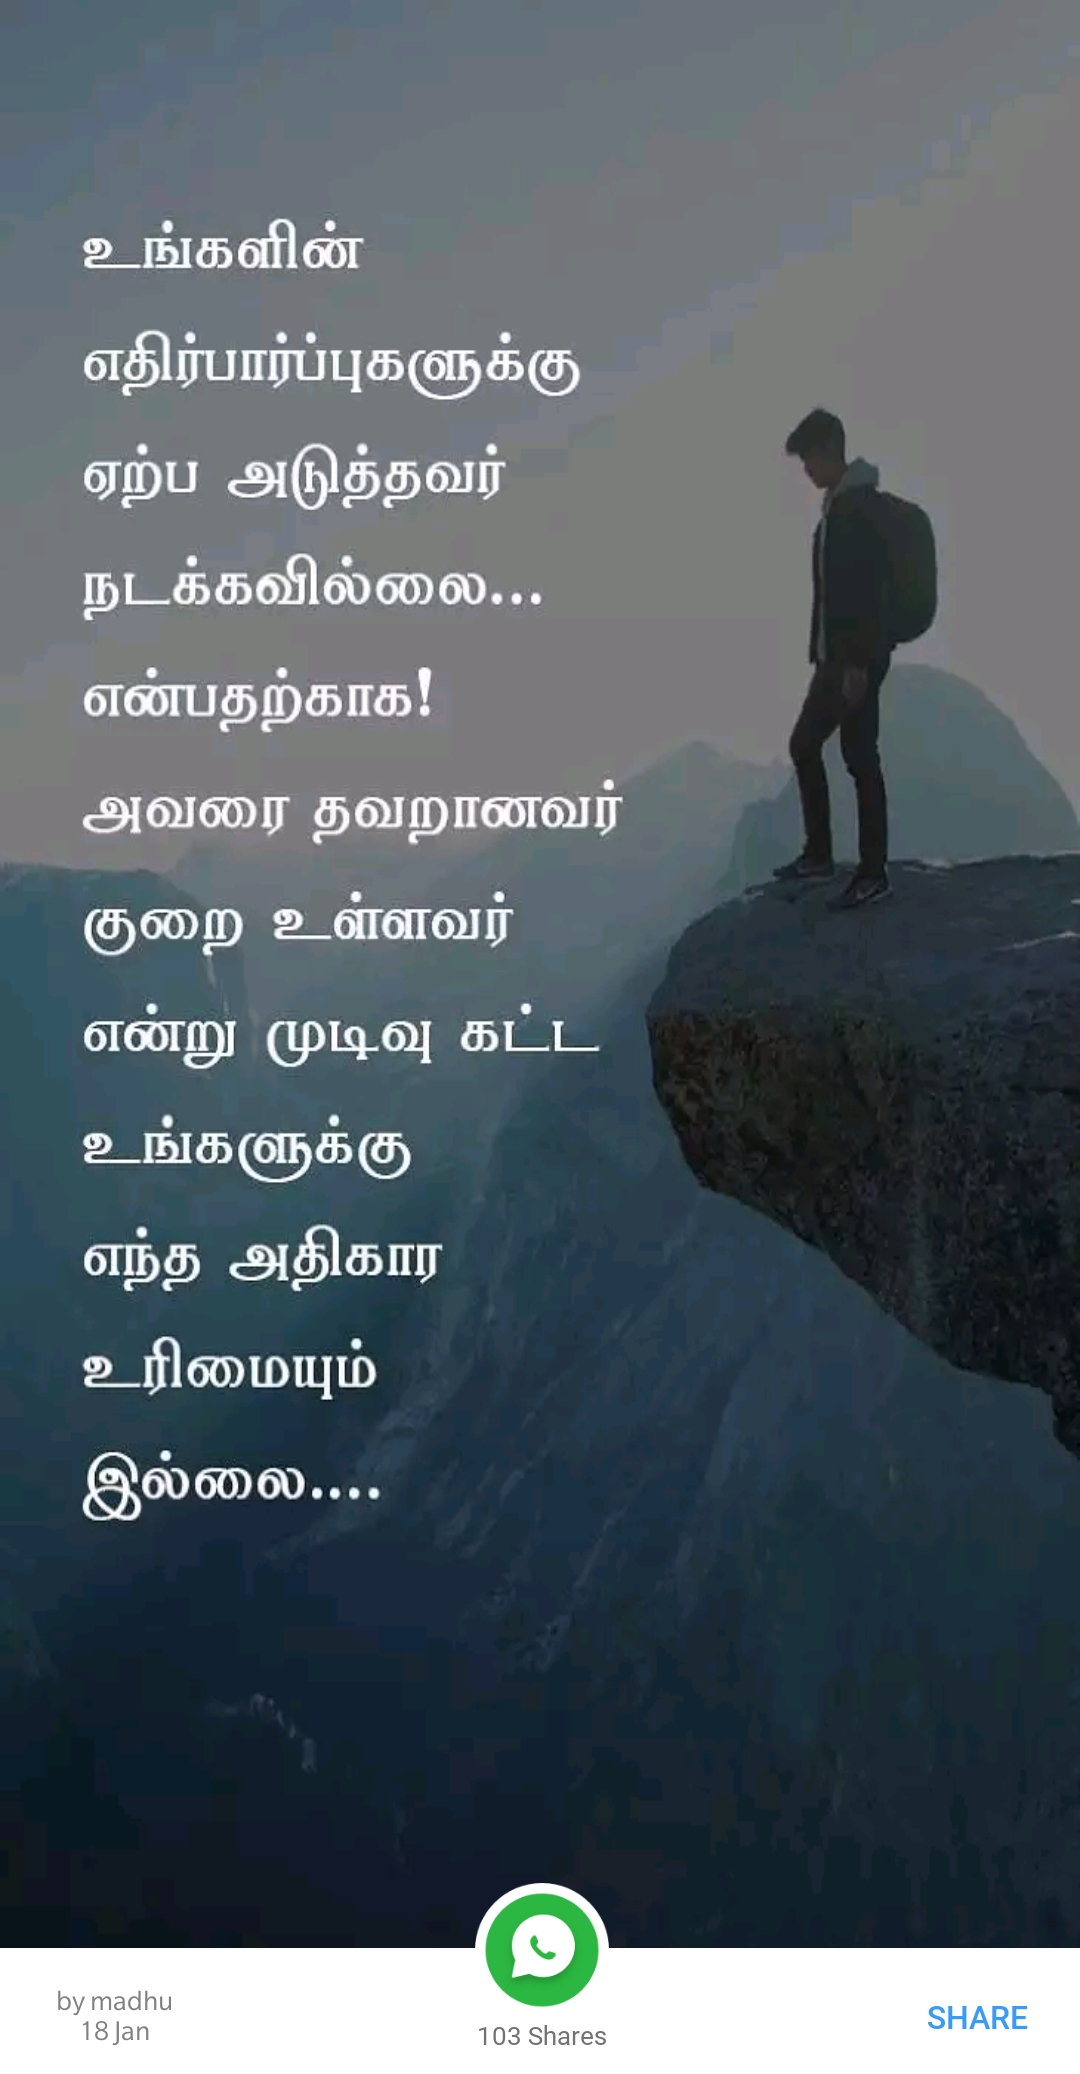 உங்களின்
எதிர்பார்ப்புகளுக்கு
ஏற்ப அடுத்தவர்
நடக்கவில்லை...
என்பதற்காக!
அவரை தவறானவர்
குறை உள்ளவர்
என்று முடிவு கட்ட
உங்களுக்கு
எந்த அதிகார
உரிமையும்
இல்லை....
by madhu
18 Jan
103 Shares
SHARE